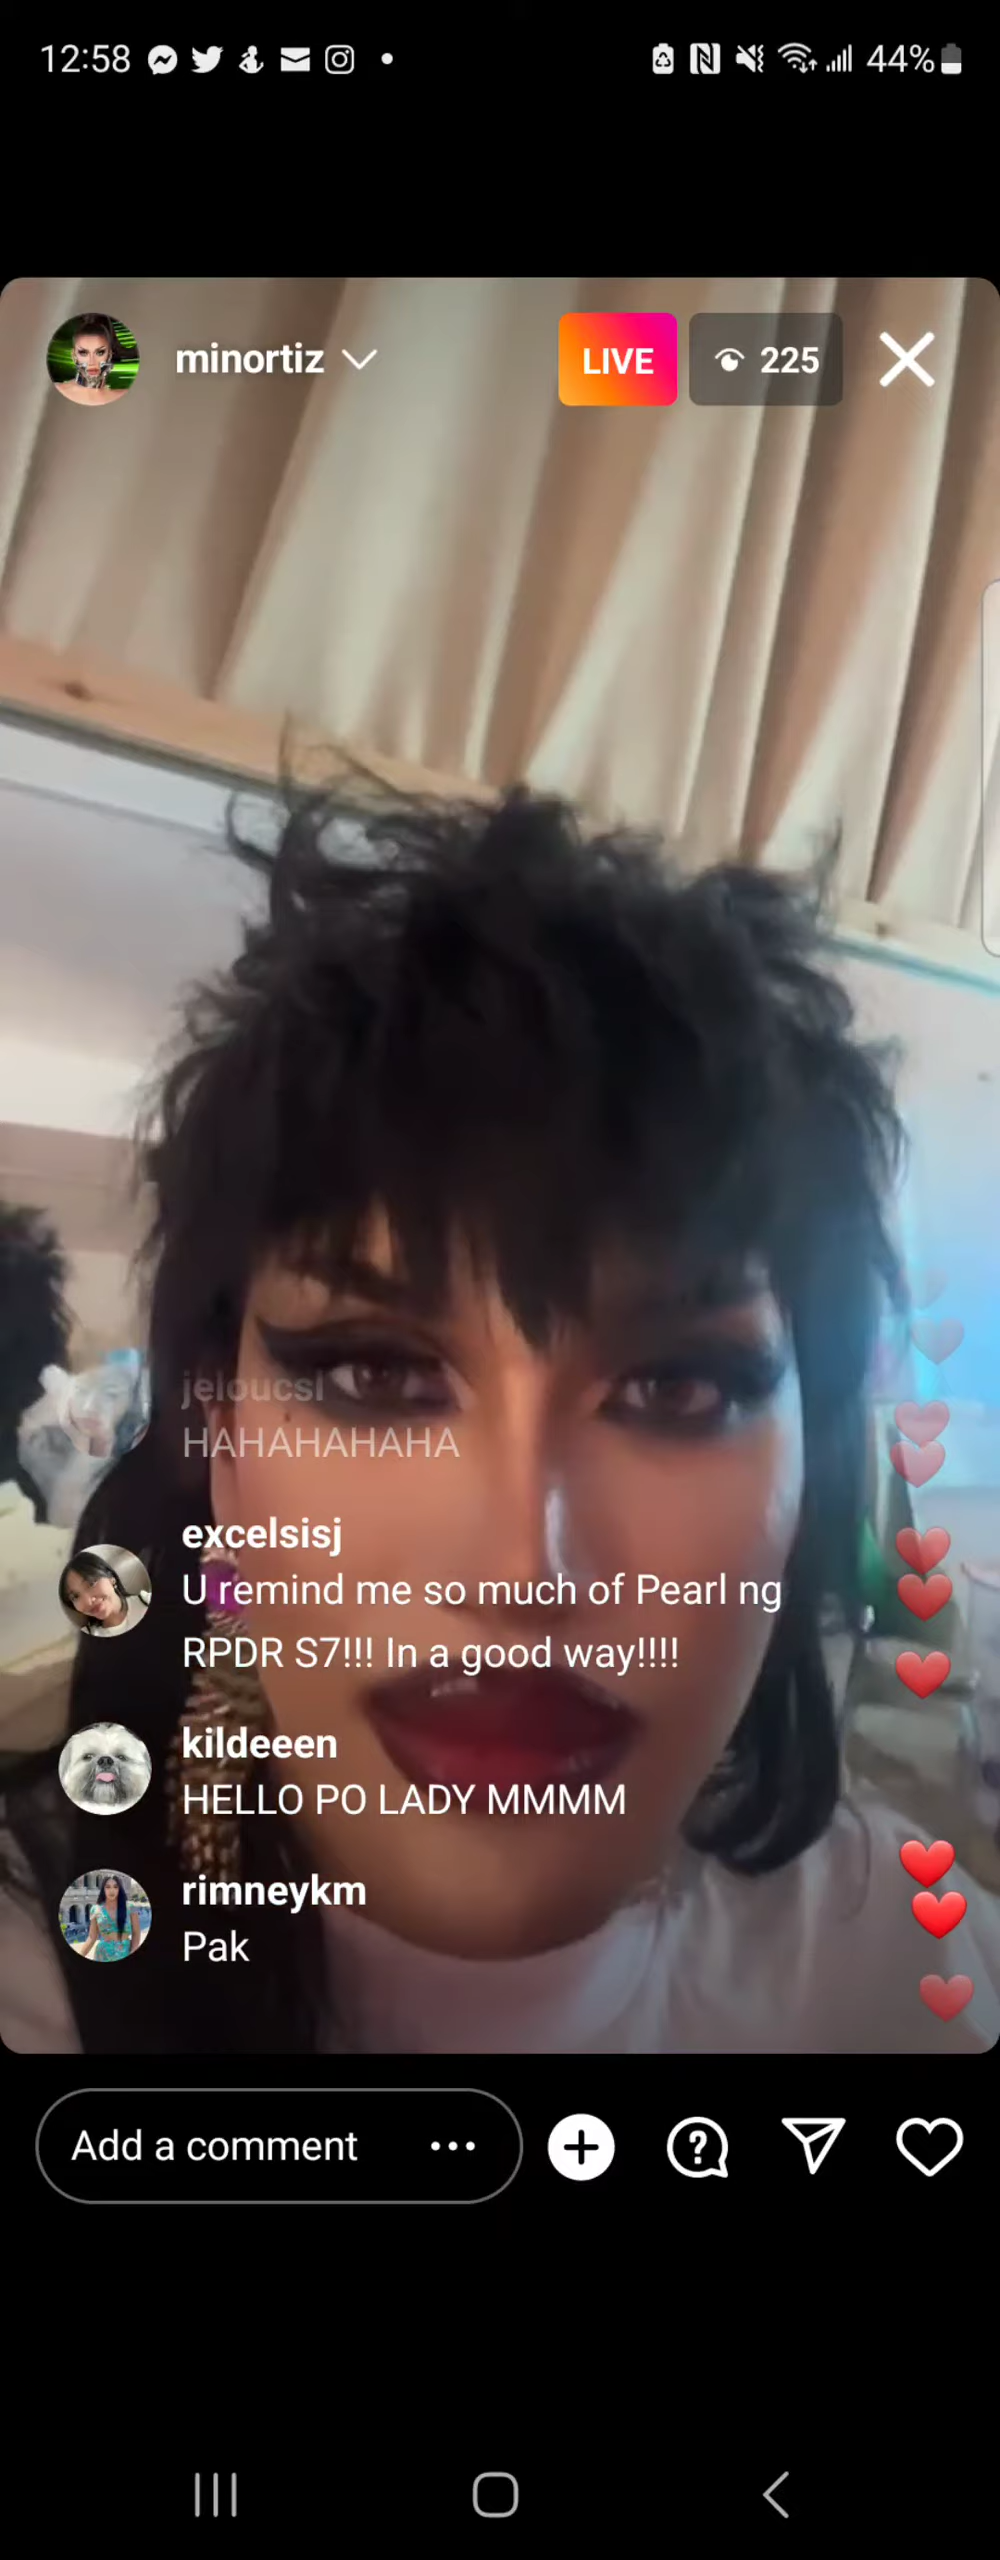 12:58
44%
minortiz
LIVE
225
jeloucsl
HAHAHAHAHA
excelsisj
U remind me so much of Pearl ng
RPDR S7!!! In a good way!!!!
kildeeen
HELLO PO LADY MMMM
rimneykm
Pak
Add a comment